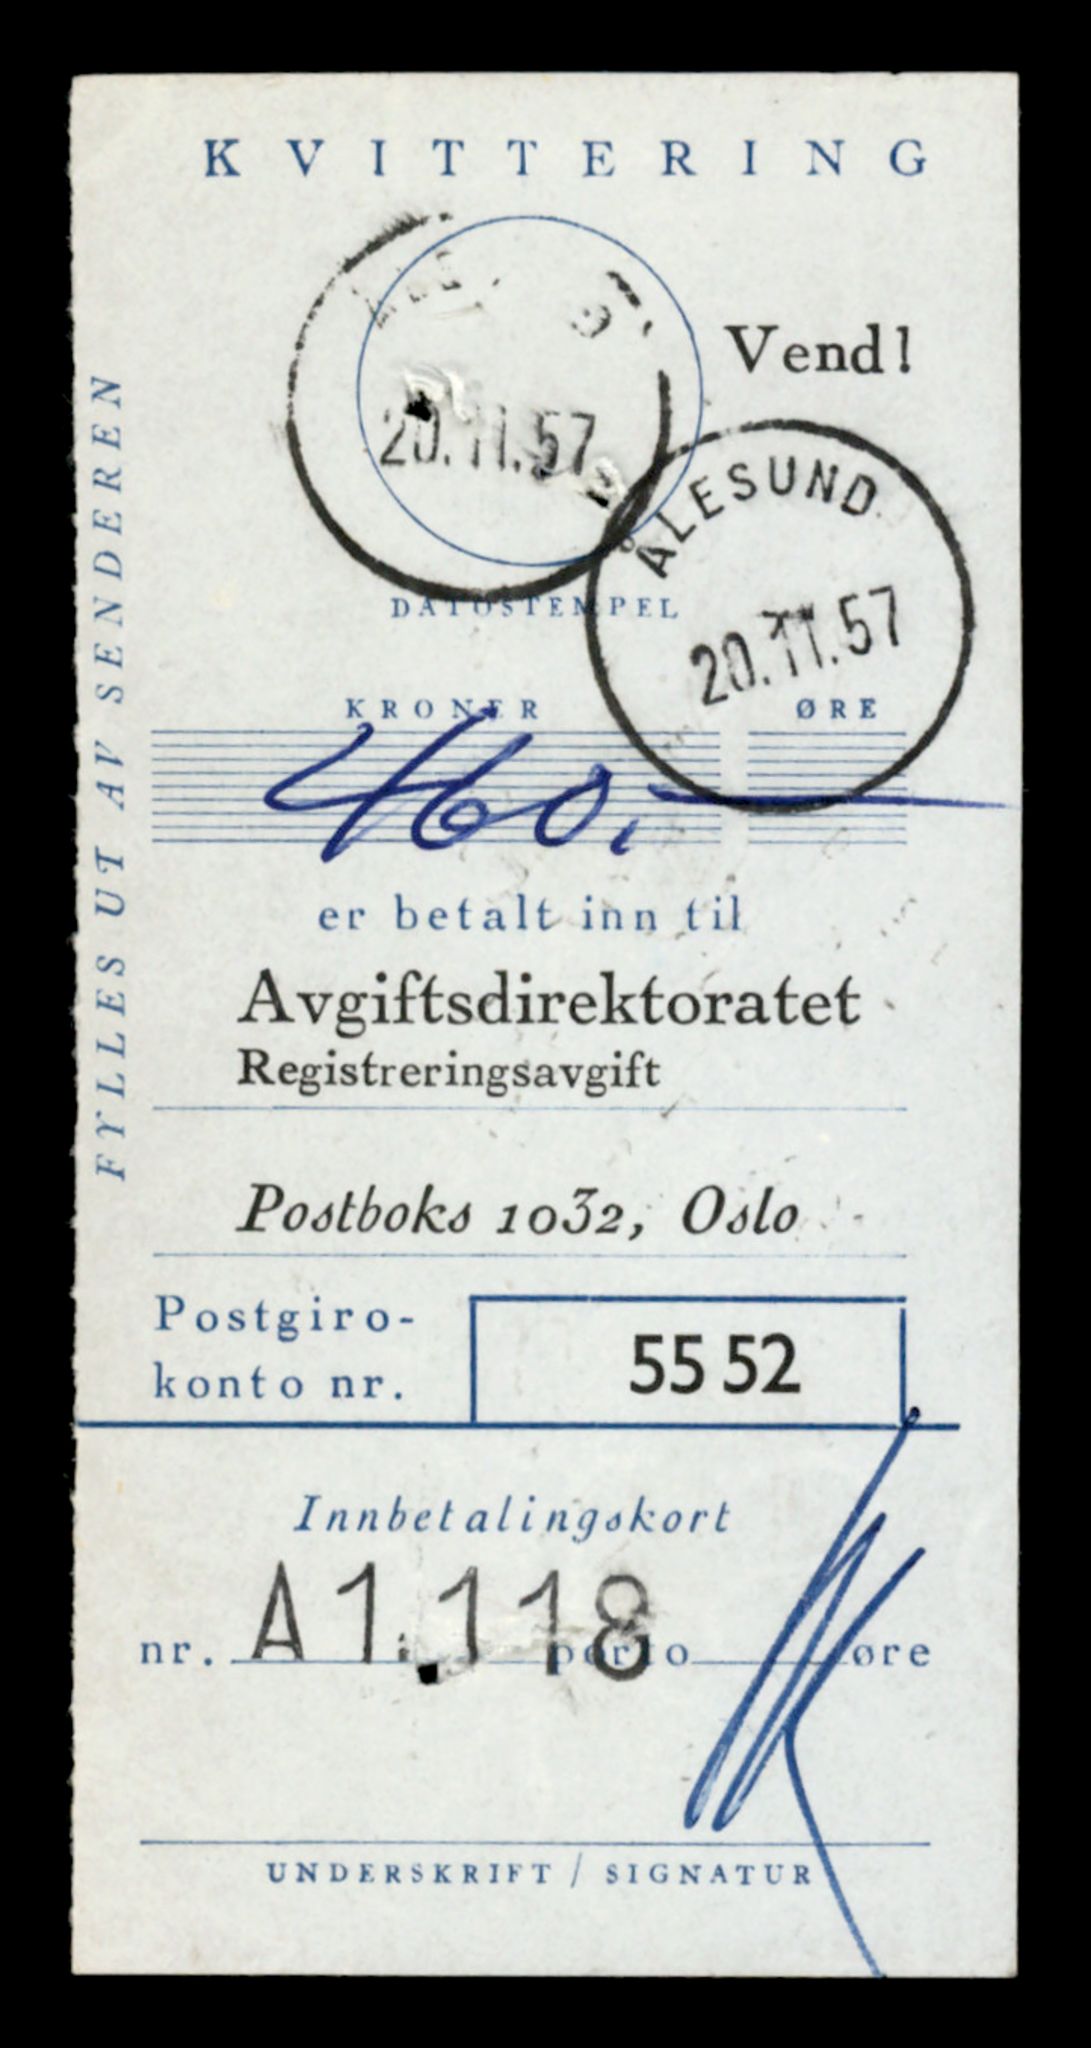 KVITTERING
20.11.57
Vend!
ÅLESUND
20.11.57
DATOSTEMPEL
FYLLES UT AV SENDEREN
KRONER ØRE
460,-
er betalt inn til
Avgiftsdirektoratet
Registreringsavgift
Postboks 1032, Oslo
Postgiro-
konto nr. 55 52
Innbetalingskort
nr. A1.118 porto øre
UNDERSKRIFT / SIGNATUR